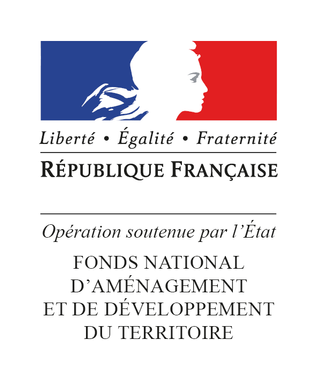 Liberté • Égalité • Fraternité
RÉPUBLIQUE FRANÇAISE
Opération soutenue par l’État
FONDS NATIONAL
D’AMÉNAGEMENT
ET DE DÉVELOPPEMENT
DU TERRITOIRE